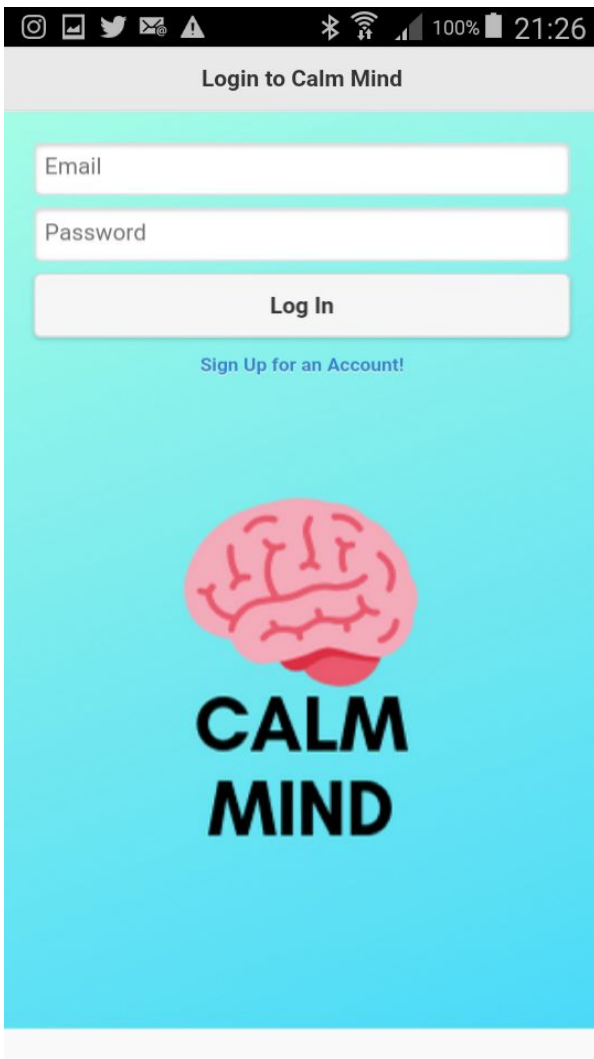 100% 21:26
Login to Calm Mind
Email
Password
Log In
Sign Up for an Account!
CALM
MIND